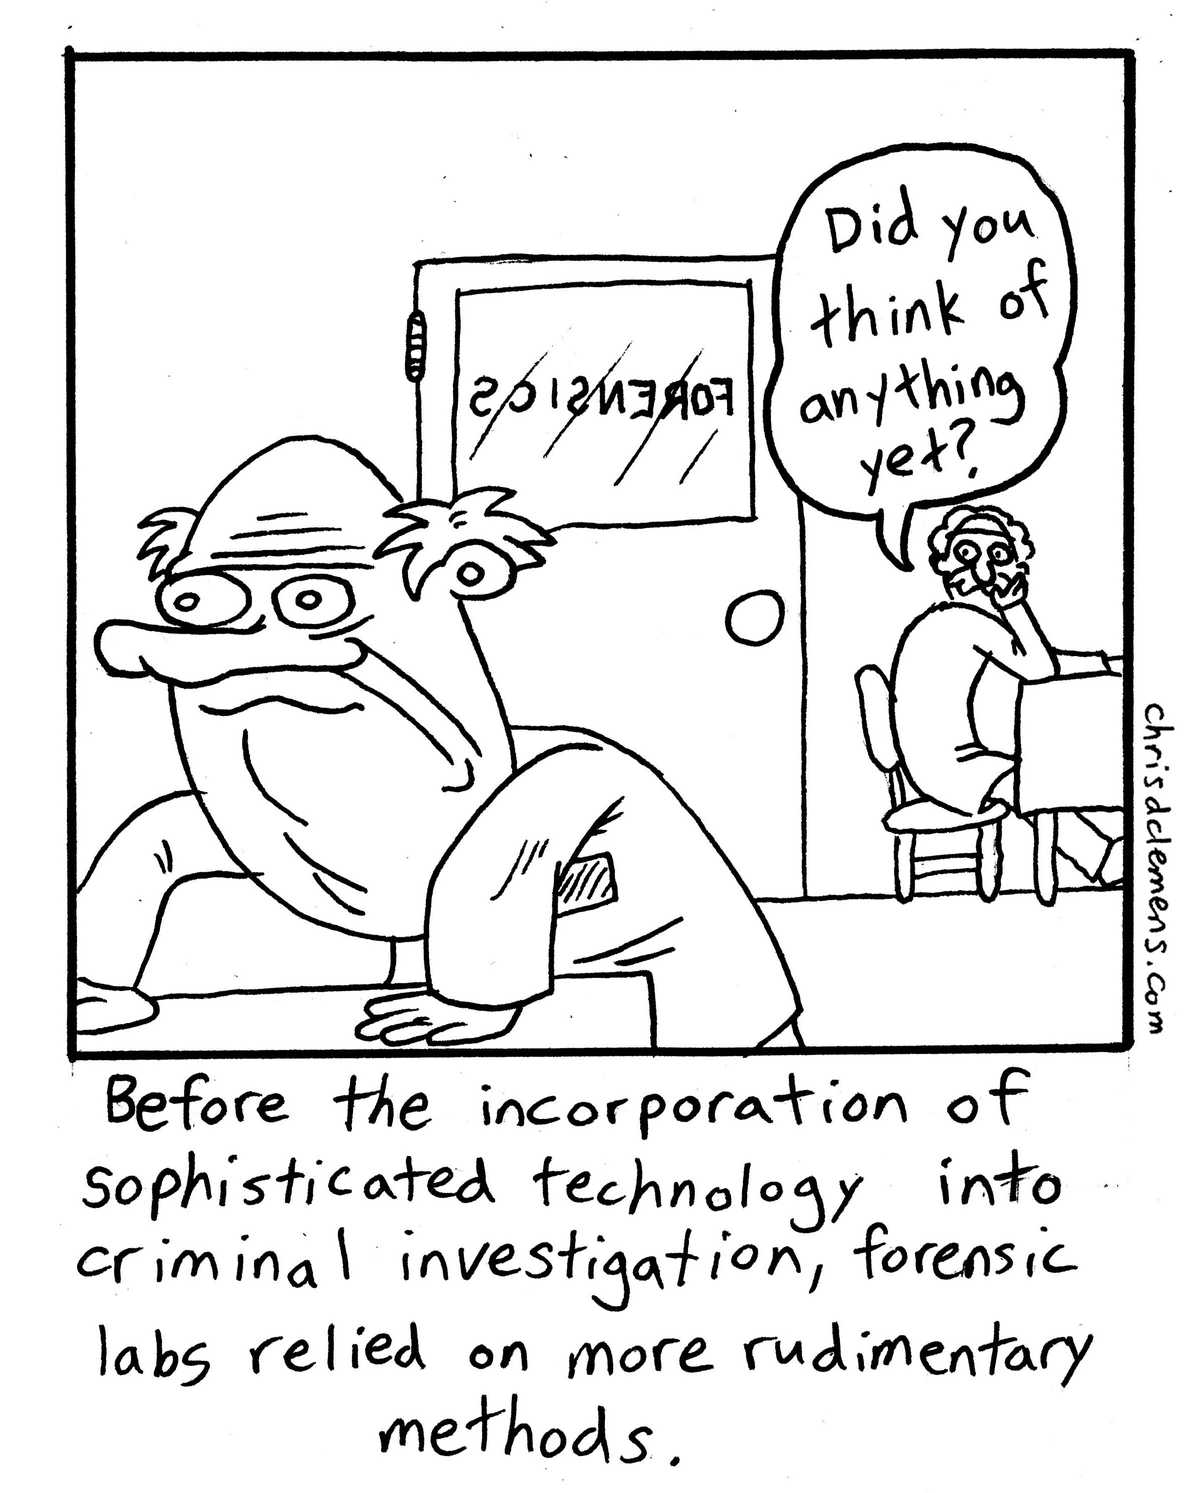 Did you
think of
anything
yet?
FORENSICS
Before the incorporation of
sophisticated technology into
criminal investigation, forensic
labs relied on more rudimentary
methods.
chrisddemens.com